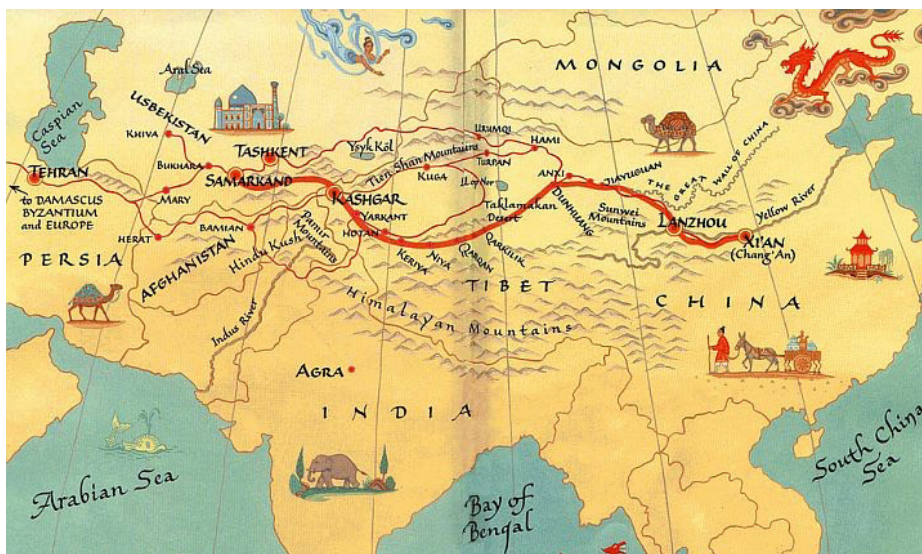 MONGOLIA
Aral Sea
Caspian
Sea
USBEKISTAN
KHIVA
TASHKENT
Ysyk Köl
URUMQI
HAMI
Tien Shan Mountains
TURPAN
BUKHARA
TEHRAN
SAMARKAND
KUGA
ANXI
JIAYUGUAN
THE GREAT WALL OF CHINA
to DAMASCUS
BYZANTIUM
and EUROPE
MARY
KASHGAR
Lop Nor
Taklamakan
Desert
DUNHUANG
Sunwei
Mountains
LANZHOU
Yellow River
YARKANT
HOTAN
HERAT
BAMIAN
Pamir
Mountains
XI'AN
(Chang'An)
PERSIA
AFGHANISTAN
Hindu Kush
KERIYA
NIYA
QARQAN
QARKILIK
TIBET
CHINA
Himalayan Mountains
Indus River
AGRA
INDIA
Arabian Sea
Bay of
Bengal
South China
Sea